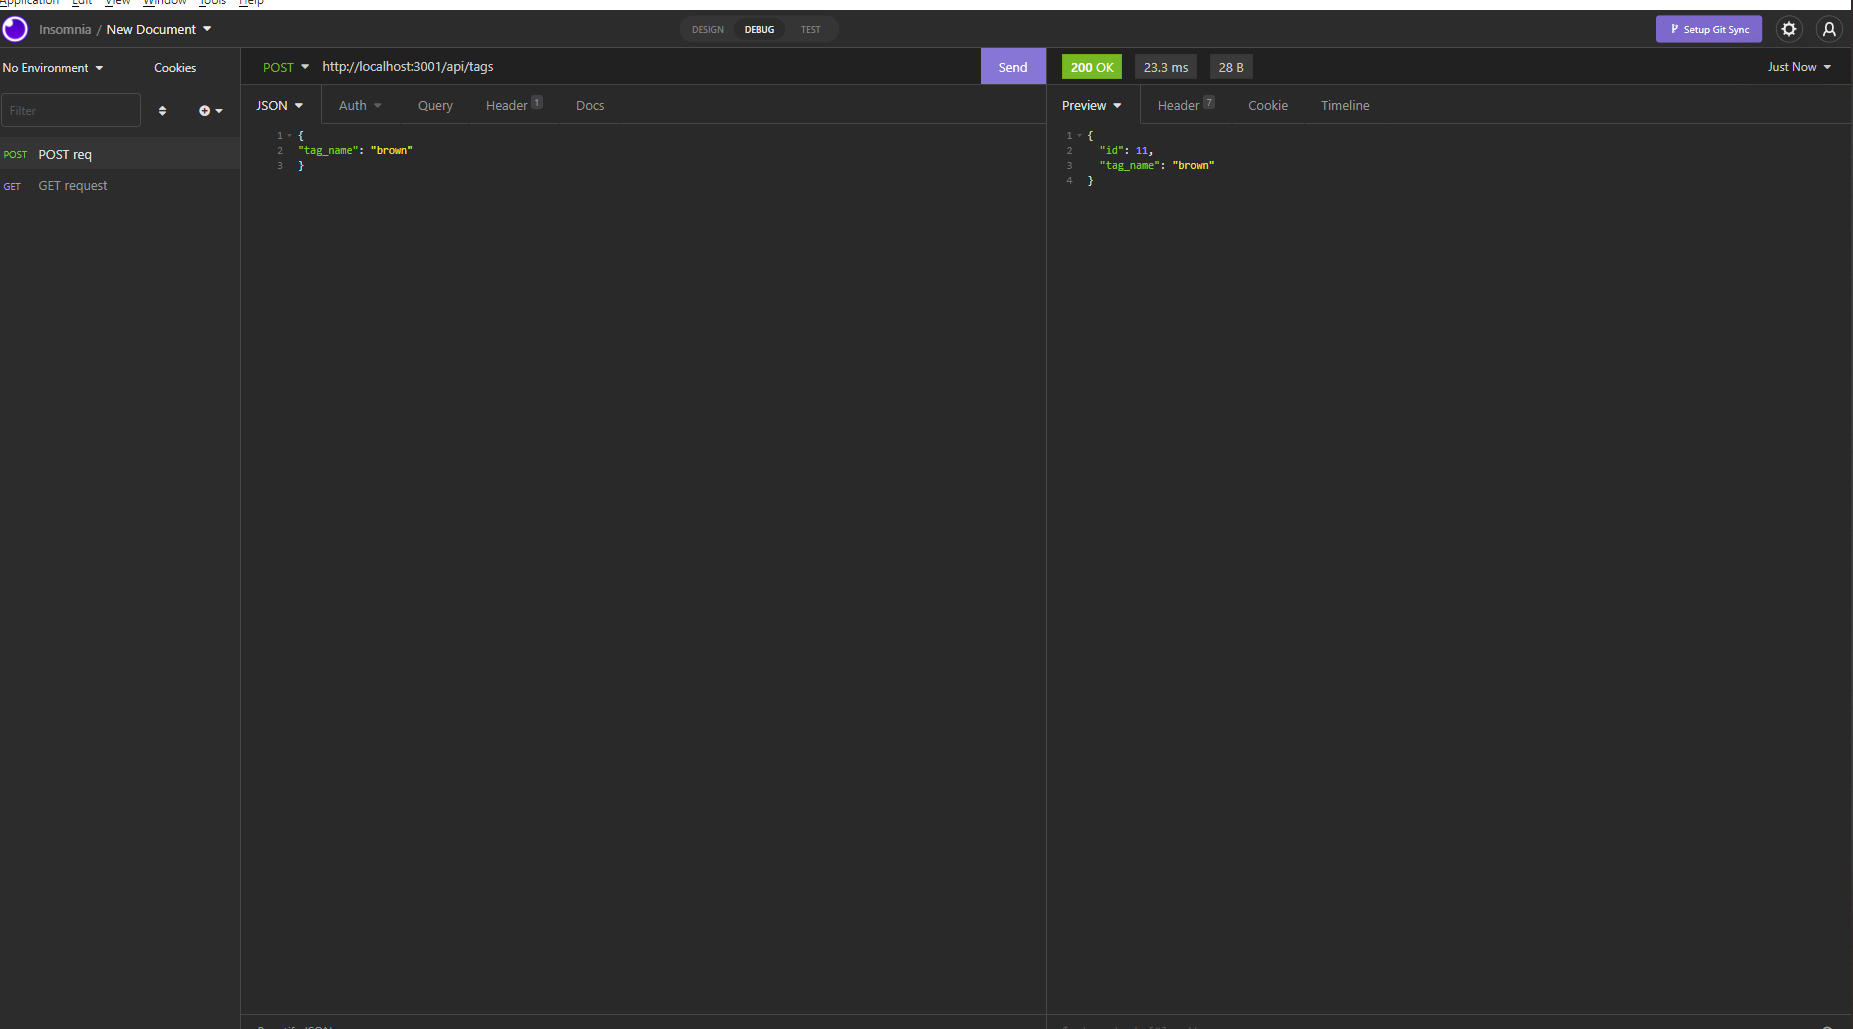 Application Edit View Window Tools Help
Insomnia / New Document
DESIGN DEBUG TEST
Setup Git Sync
No Environment Cookies
POST http://localhost:3001/api/tags Send
200 OK 23.3 ms 28 B Just Now
Filter
JSON Auth Query Header 1 Docs
Preview Header 7 Cookie Timeline
POST POST req
GET GET request
1 {
2 "tag_name": "brown"
3 }
1 {
2 "id": 11,
3 "tag_name": "brown"
4 }